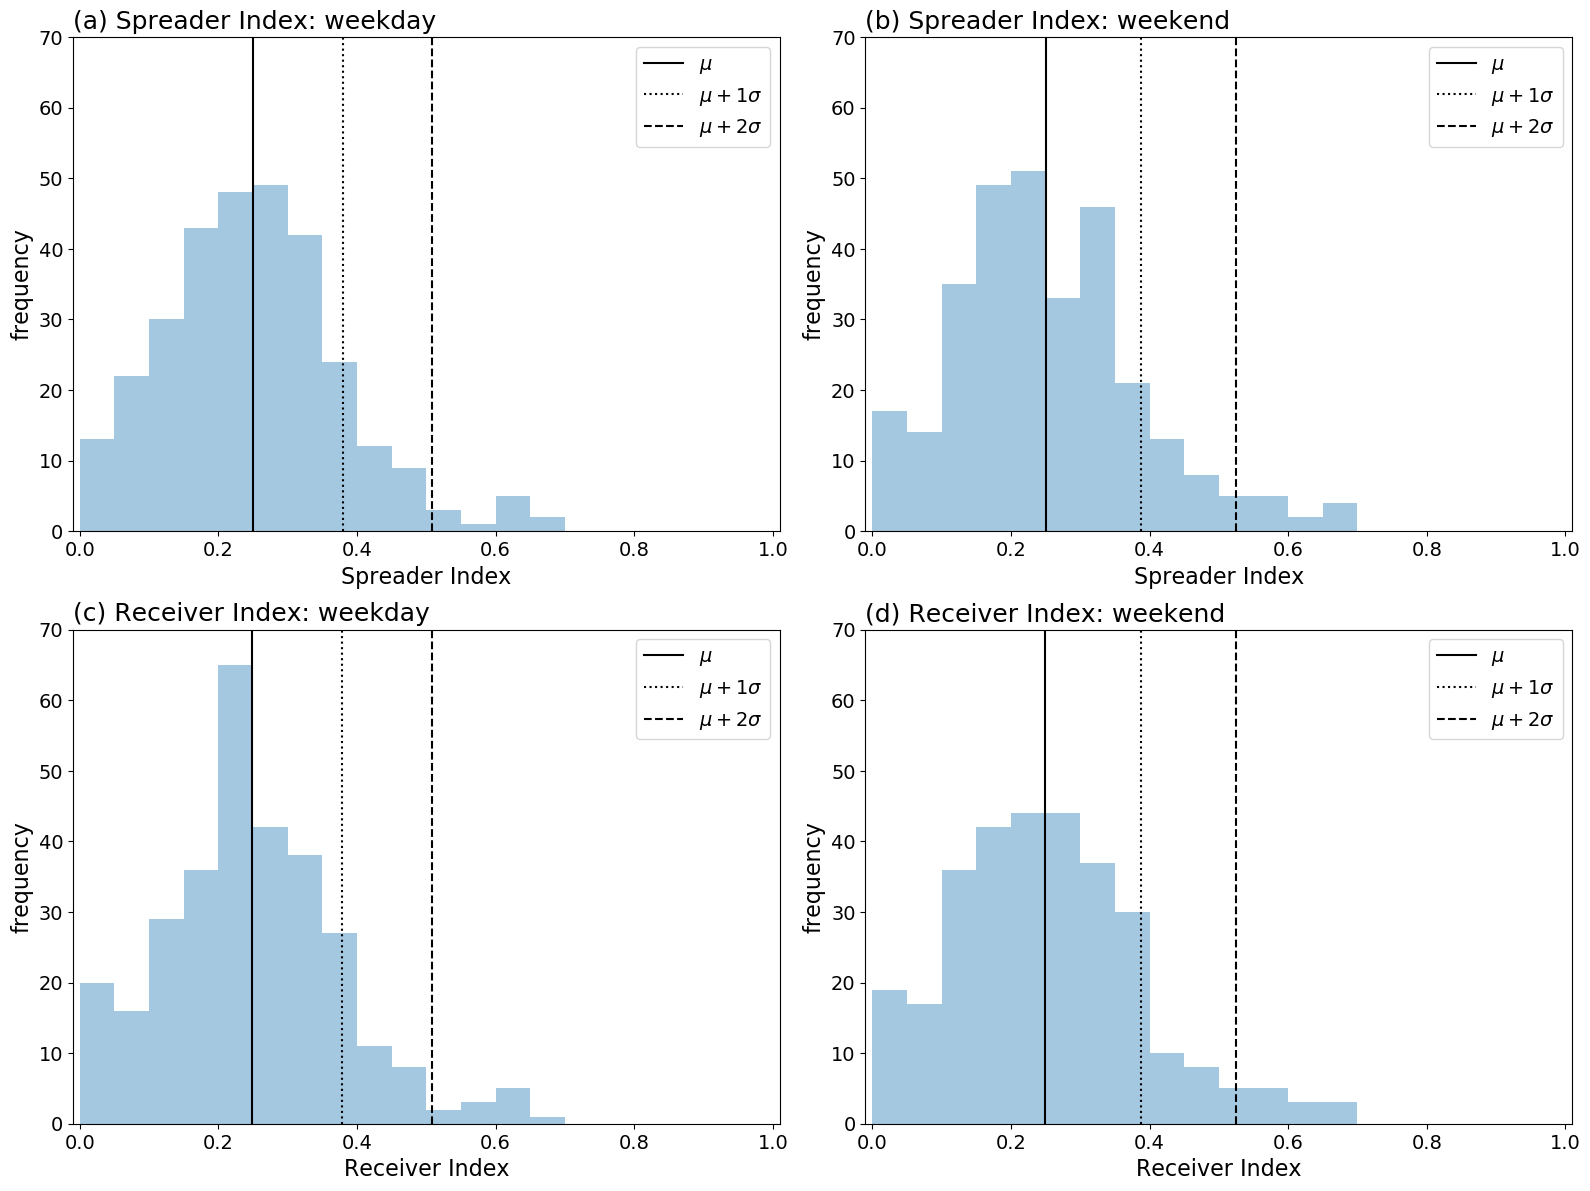 (a) Spreader Index: weekday
70
60
50
40
30
20
10
0
frequency
μ
μ + 1σ
μ + 2σ
0.0 0.2 0.4 0.6 0.8 1.0
Spreader Index
(b) Spreader Index: weekend
70
60
50
40
30
20
10
0
frequency
μ
μ + 1σ
μ + 2σ
0.0 0.2 0.4 0.6 0.8 1.0
Spreader Index
(c) Receiver Index: weekday
70
60
50
40
30
20
10
0
frequency
μ
μ + 1σ
μ + 2σ
0.0 0.2 0.4 0.6 0.8 1.0
Receiver Index
(d) Receiver Index: weekend
70
60
50
40
30
20
10
0
frequency
μ
μ + 1σ
μ + 2σ
0.0 0.2 0.4 0.6 0.8 1.0
Receiver Index